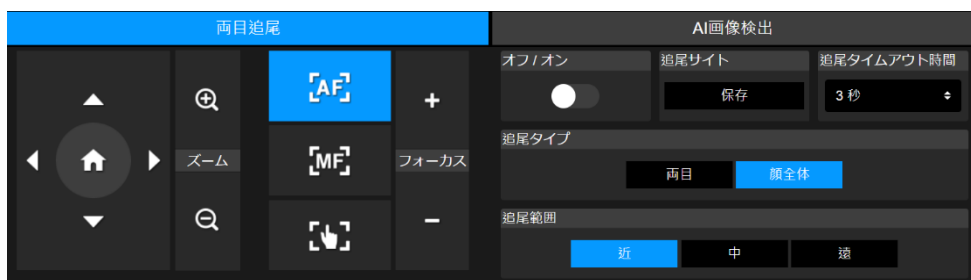 両目追尾
AI画像検出
オフ / オン
追尾サイト
追尾タイムアウト時間
AF
保存
3 秒
追尾タイプ
ズーム
MF
フォーカス
両目
顔全体
追尾範囲
近
中
遠